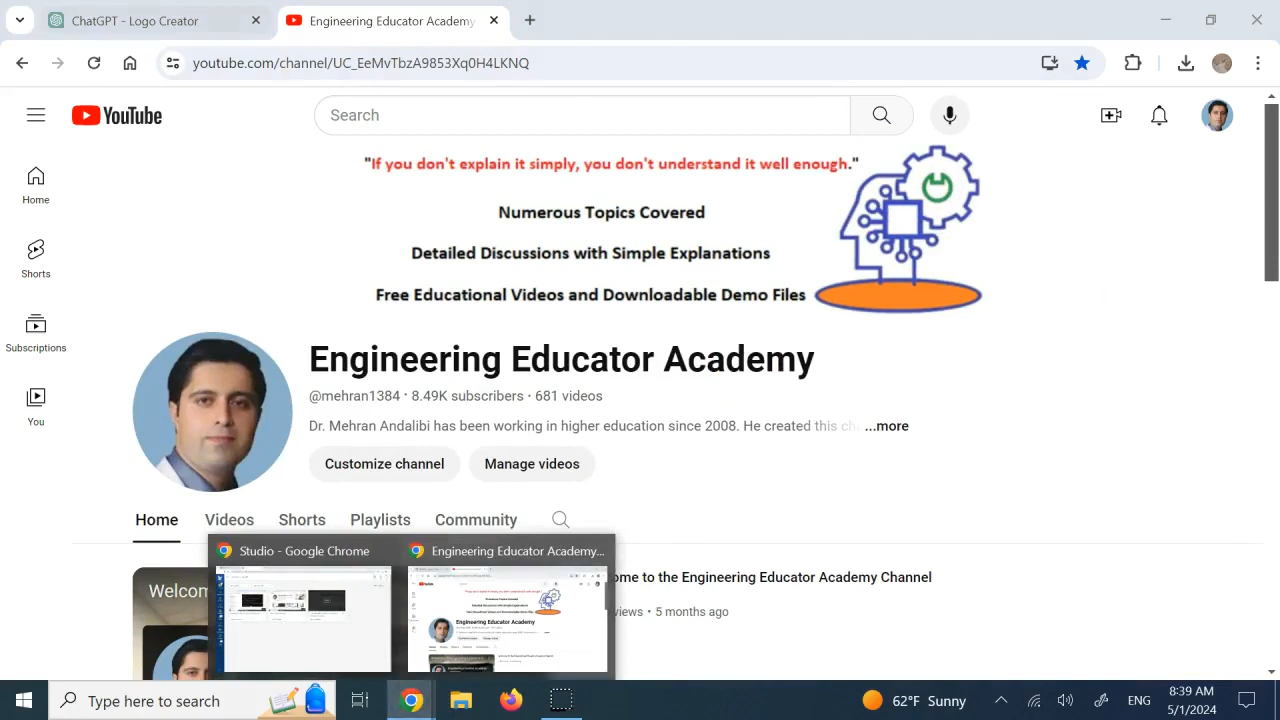 ChatGPT - Logo Creator
Engineering Educator Academy
youtube.com/channel/UC_EeMvTbzA9853Xq0H4LKNQ
YouTube
Search
"If you don't explain it simply, you don't understand it well enough."
Numerous Topics Covered
Detailed Discussions with Simple Explanations
Free Educational Videos and Downloadable Demo Files
Home
Shorts
Subscriptions
You
Engineering Educator Academy
@mehran1384 · 8.49K subscribers · 681 videos
Dr. Mehran Andalibi has been working in higher education since 2008. He created this ch ...more
Customize channel
Manage videos
Home
Videos
Shorts
Playlists
Community
Studio - Google Chrome
Engineering Educator Academy...
Welcom
ome to the Engineering Educator Academy Channel
views • 5 months ago
Engineering Educator Academy
Type here to search
62°F Sunny
ENG
8:39 AM
5/1/2024